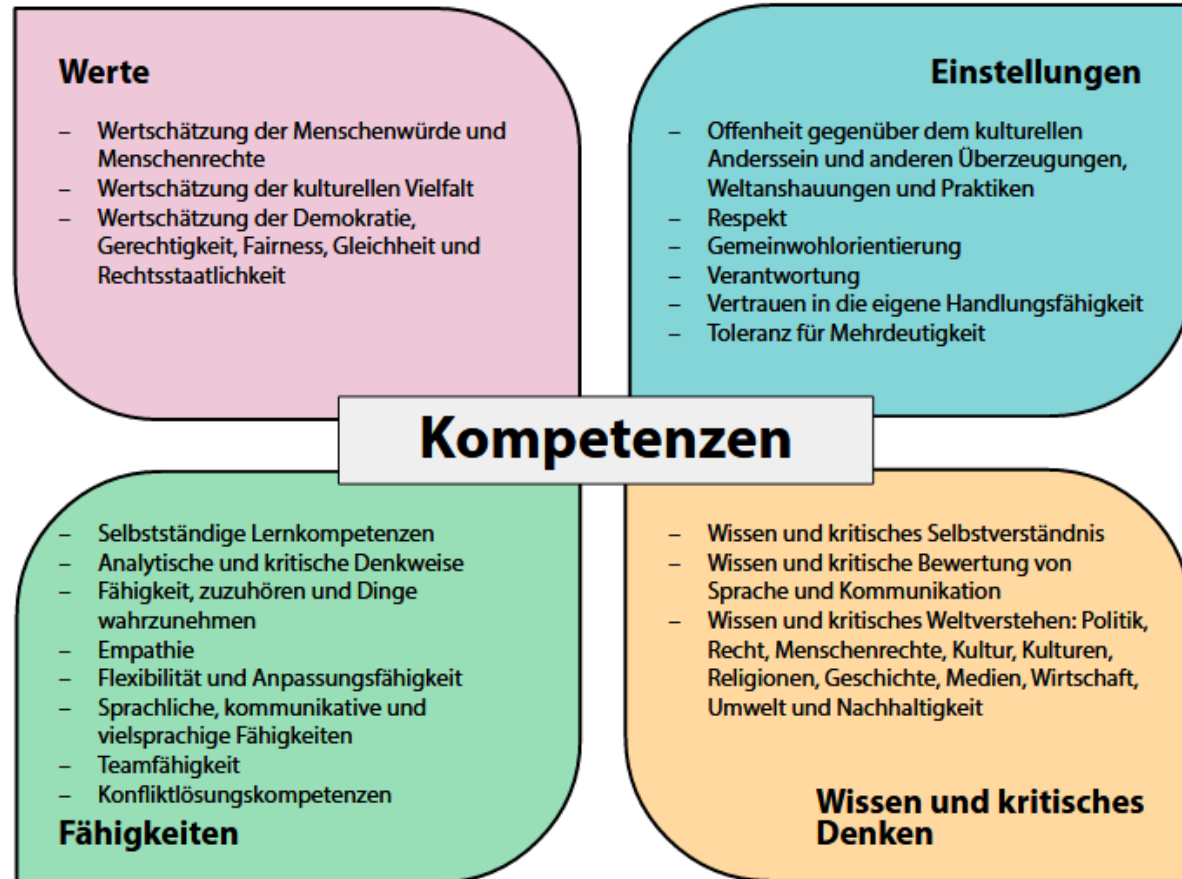 Werte
– Wertschätzung der Menschenwürde und
Menschenrechte
– Wertschätzung der kulturellen Vielfalt
– Wertschätzung der Demokratie,
Gerechtigkeit, Fairness, Gleichheit und
Rechtsstaatlichkeit
Einstellungen
– Offenheit gegenüber dem kulturellen
Anderssein und anderen Überzeugungen,
Weltanshauungen und Praktiken
– Respekt
– Gemeinwohlorientierung
– Verantwortung
– Vertrauen in die eigene Handlungsfähigkeit
– Toleranz für Mehrdeutigkeit
Kompetenzen
– Selbstständige Lernkompetenzen
– Analytische und kritische Denkweise
– Fähigkeit, zuzuhören und Dinge
wahrzunehmen
– Empathie
– Flexibilität und Anpassungsfähigkeit
– Sprachliche, kommunikative und
vielsprachige Fähigkeiten
– Teamfähigkeit
– Konfliktlösungskompetenzen
Fähigkeiten
– Wissen und kritisches Selbstverständnis
– Wissen und kritische Bewertung von
Sprache und Kommunikation
– Wissen und kritisches Weltverstehen: Politik,
Recht, Menschenrechte, Kultur, Kulturen,
Religionen, Geschichte, Medien, Wirtschaft,
Umwelt und Nachhaltigkeit
Wissen und kritisches
Denken